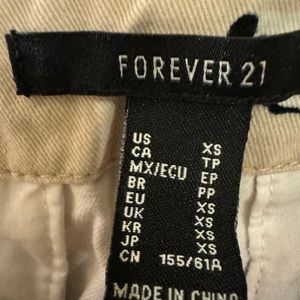 FOREVER 21
US XS
CA TP
MX/ECU EP
BR PP
EU XS
UK XS
KR XS
JP XS
CN 155/61A
MADE IN CHINA